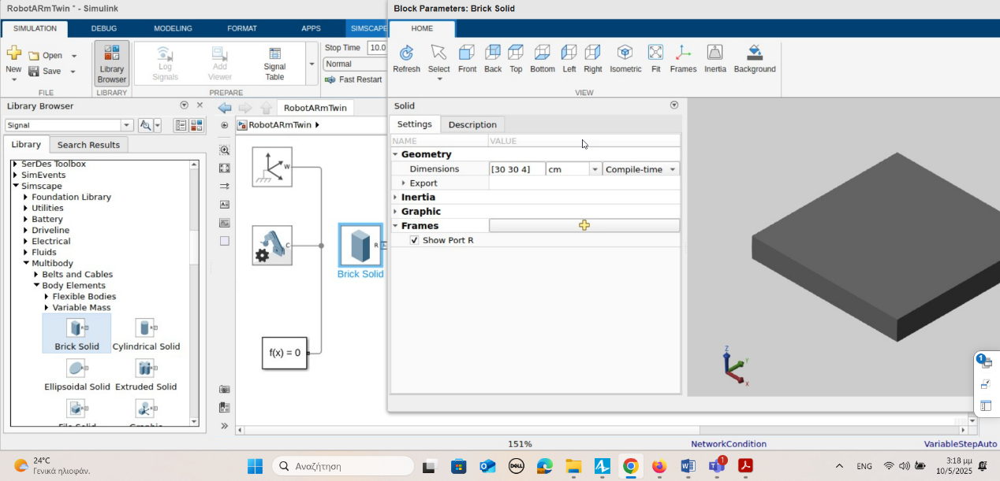 RobotARmTwin * - Simulink
SIMULATION DEBUG MODELING FORMAT APPS SIMSCAPE
New
Open
Save
FILE
Library Browser
LIBRARY
Log Signals
Add Viewer
Signal Table
PREPARE
Stop Time 10.0
Normal
Fast Restart
Library Browser
Signal
Library Search Results
SerDes Toolbox
SimEvents
Simscape
Foundation Library
Utilities
Battery
Driveline
Electrical
Fluids
Multibody
Belts and Cables
Body Elements
Flexible Bodies
Variable Mass
Brick Solid Cylindrical Solid
Ellipsoidal Solid Extruded Solid
RobotARmTwin
RobotARmTwin
W
C
R
Brick Solid
f(x) = 0
Block Parameters: Brick Solid
HOME
Refresh Select Front Back Top Bottom Left Right Isometric Fit Frames Inertia Background
VIEW
Solid
Settings Description
NAME VALUE
Geometry
Dimensions [30 30 4] cm Compile-time
Export
Inertia
Graphic
Frames
Show Port R
Z
Y
X
1
151% NetworkCondition VariableStepAuto
24°C
Γενικά ηλιοφάν.
Αναζήτηση
DELL
1
ENG
3:18 μμ
10/5/2025